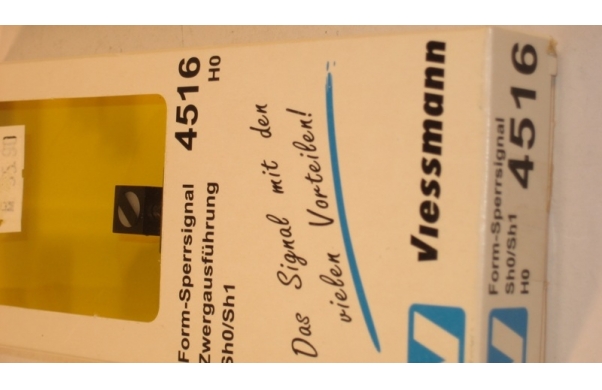 Form-Sperrsignal 4516
Zwergausführung H0
Sh0/Sh1
Das Signal mit den
vielen Vorteilen!
Viessmann
Form-Sperrsignal 4516
Sh0/Sh1
H0